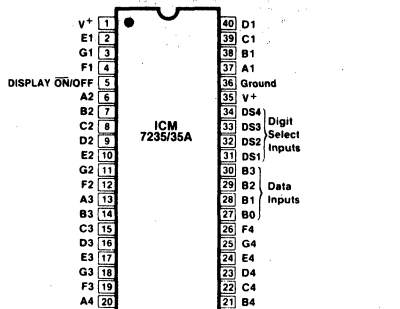 V+ 1 40 D1
E1 2 39 C1
G1 3 38 B1
F1 4 37 A1
DISPLAY ON/OFF 5 36 Ground
A2 6 35 V+
B2 7 34 DS4
C2 8 ICM 33 DS3 Digit
D2 9 7235/35A 32 DS2 Select
E2 10 31 DS1 Inputs
G2 11 30 B3
F2 12 29 B2 Data
A3 13 28 B1 Inputs
B3 14 27 B0
C3 15 26 F4
D3 16 25 G4
E3 17 24 E4
G3 18 23 D4
F3 19 22 C4
A4 20 21 B4